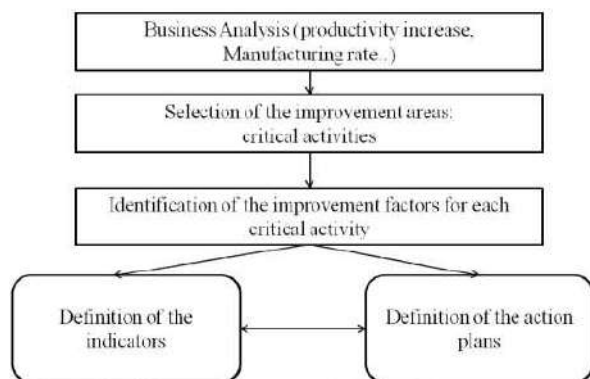 Business Analysis (productivity increase,
Manufacturing rate..)
Selection of the improvement areas:
critical activities
Identification of the improvement factors for each
critical activity
Definition of the
indicators
Definition of the action
plans